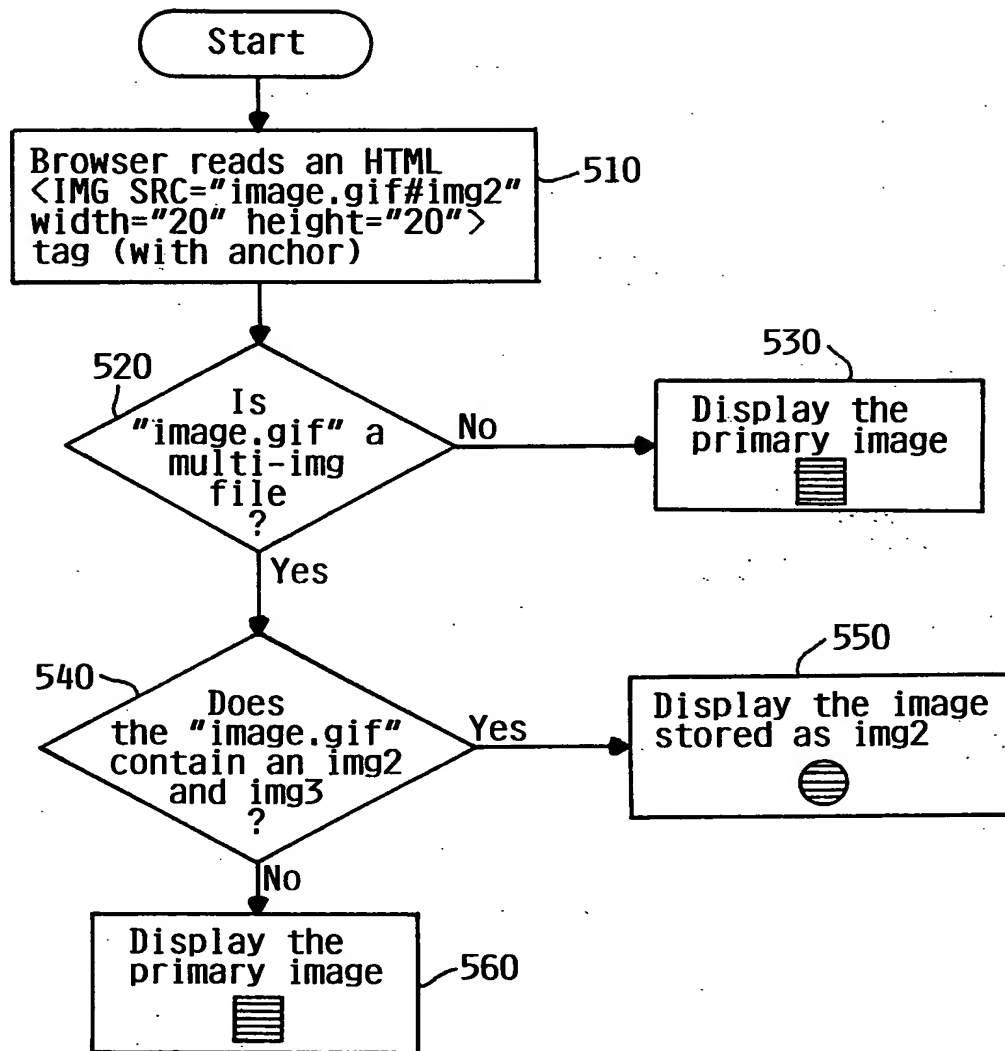 Start
Browser reads an HTML
<IMG SRC="image.gif#img2"
width="20" height="20">
tag (with anchor)
510
520
Is
"image.gif" a
multi-img
file
?
No
530
Display the
primary image
Yes
540
Does
the "image.gif"
contain an img2
and img3
?
Yes
550
Display the image
stored as img2
No
Display the
primary image
560